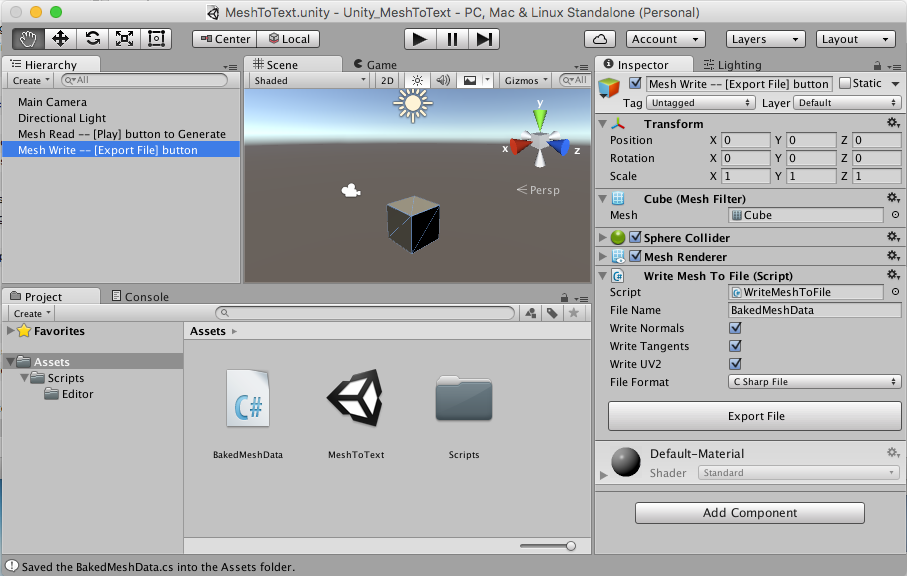 MeshToText.unity - Unity_MeshToText - PC, Mac & Linux Standalone (Personal)
Center Local Account Layers Layout
Hierarchy
Create All
Main Camera
Directional Light
Mesh Read -- [Play] button to Generate
Mesh Write -- [Export File] button
Scene Game
Shaded 2D Gizmos All
y
x z
Persp
Inspector Lighting
Mesh Write -- [Export File] button Static
Tag Untagged Layer Default
Transform
Position X 0 Y 0 Z 0
Rotation X 0 Y 0 Z 0
Scale X 1 Y 1 Z 1
Cube (Mesh Filter)
Mesh Cube
Sphere Collider
Mesh Renderer
Write Mesh To File (Script)
Script WriteMeshToFile
File Name BakedMeshData
Write Normals
Write Tangents
Write UV2
File Format C Sharp File
Export File
Default-Material
Shader Standard
Add Component
Project Console
Create
Favorites
Assets
Scripts
Editor
Assets
C#
BakedMeshData MeshToText Scripts
Saved the BakedMeshData.cs into the Assets folder.